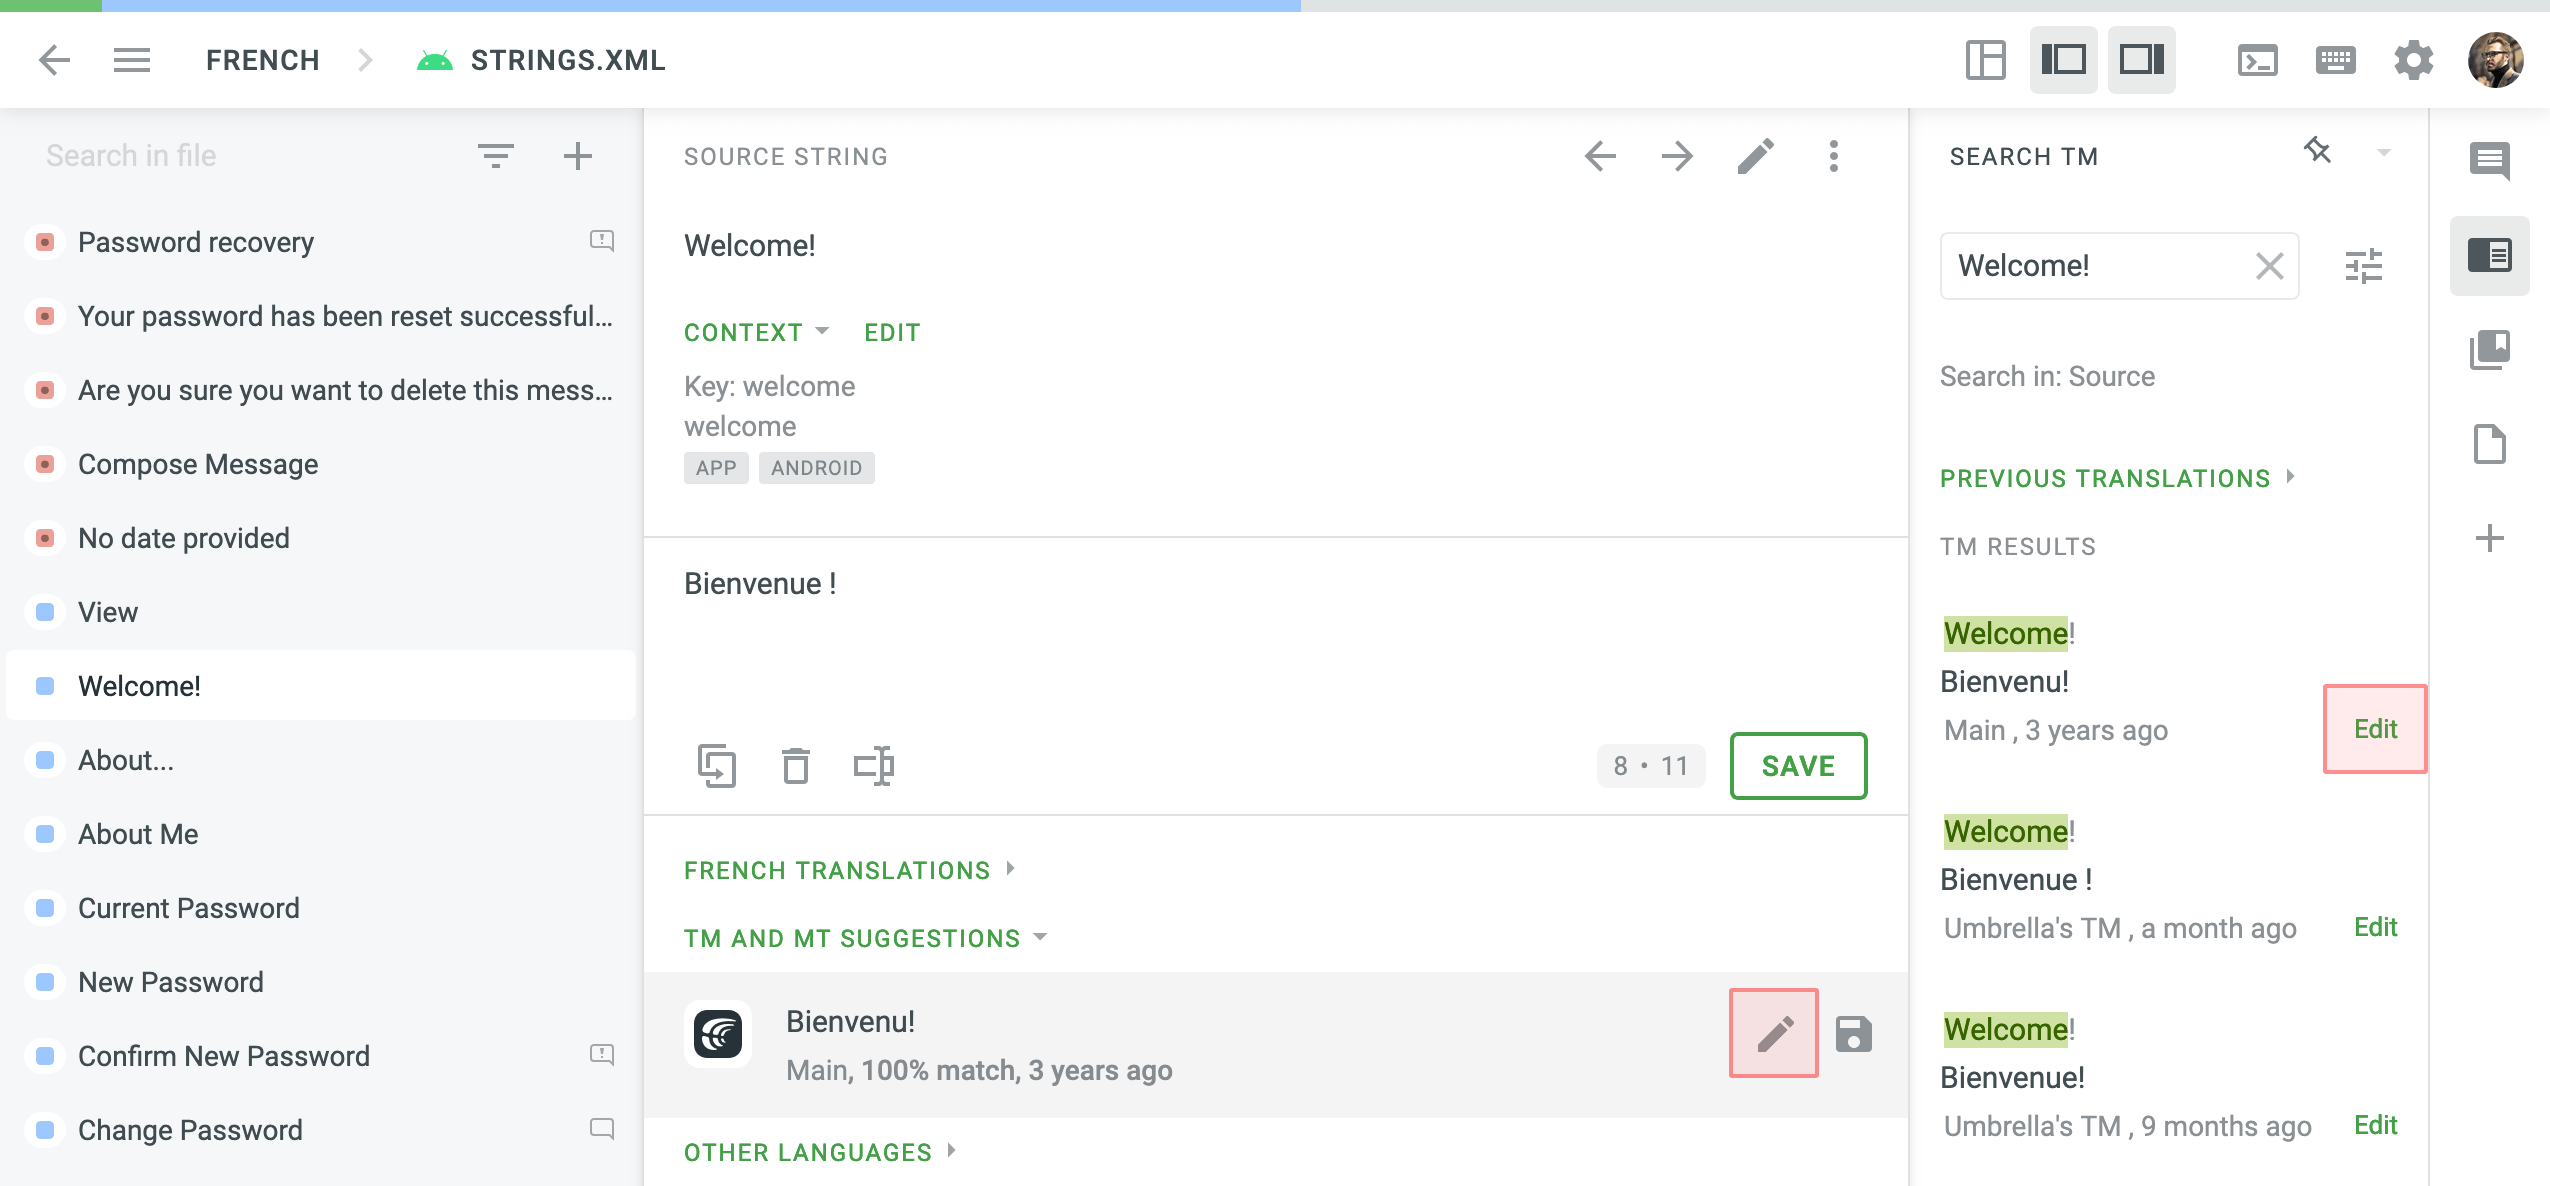 FRENCH
STRINGS.XML
Search in file
Password recovery
Your password has been reset successful...
Are you sure you want to delete this mess...
Compose Message
No date provided
View
Welcome!
About...
About Me
Current Password
New Password
Confirm New Password
Change Password
SOURCE STRING
Welcome!
CONTEXT EDIT
Key: welcome
welcome
APP ANDROID
Bienvenue !
8 • 11 SAVE
FRENCH TRANSLATIONS
TM AND MT SUGGESTIONS
Bienvenu!
Main, 100% match, 3 years ago
OTHER LANGUAGES
SEARCH TM
Welcome!
Search in: Source
PREVIOUS TRANSLATIONS
TM RESULTS
Welcome!
Bienvenu!
Main , 3 years ago Edit
Welcome!
Bienvenue !
Umbrella's TM , a month ago Edit
Welcome!
Bienvenue!
Umbrella's TM , 9 months ago Edit